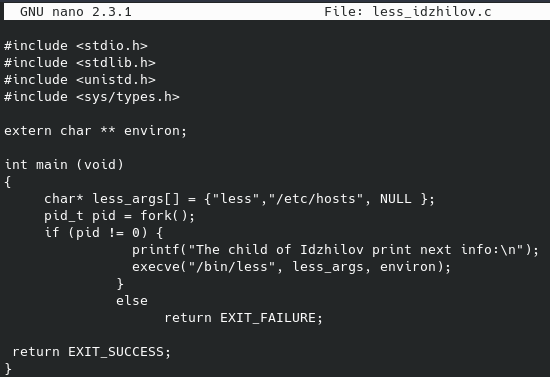 GNU nano 2.3.1 File: less_idzhilov.c
#include <stdio.h>
#include <stdlib.h>
#include <unistd.h>
#include <sys/types.h>
extern char ** environ;
int main (void)
{
     char* less_args[] = {"less","/etc/hosts", NULL };
     pid_t pid = fork();
     if (pid != 0) {
                printf("The child of Idzhilov print next info:\n");
                execve("/bin/less", less_args, environ);
              }
              else
                    return EXIT_FAILURE;
 return EXIT_SUCCESS;
}